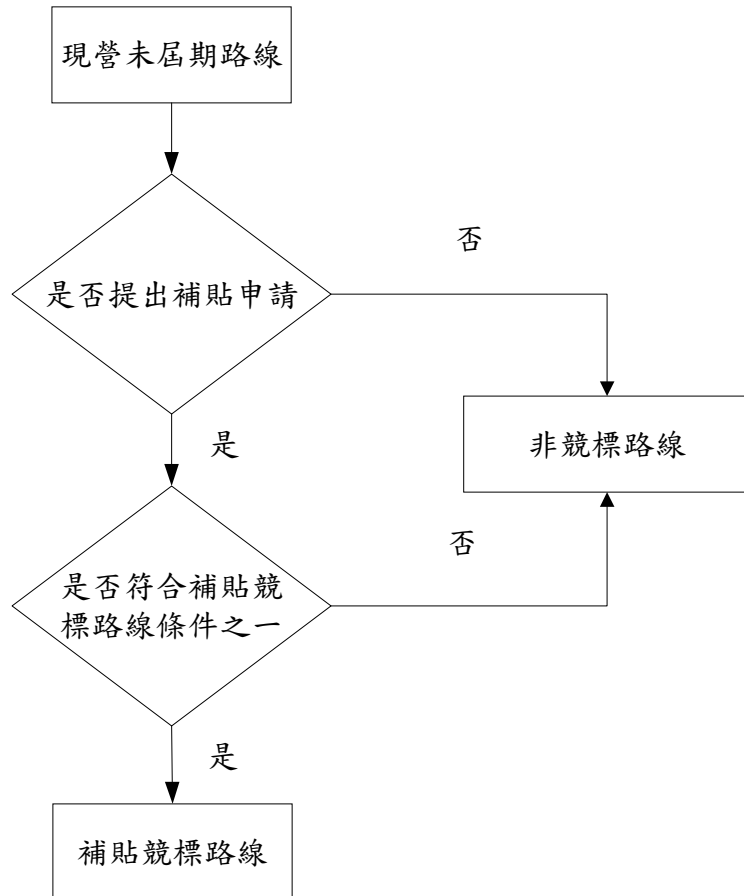 現營未屆期路線
是否提出補貼申請
否
非競標路線
是
是否符合補貼競
標路線條件之一
否
是
補貼競標路線